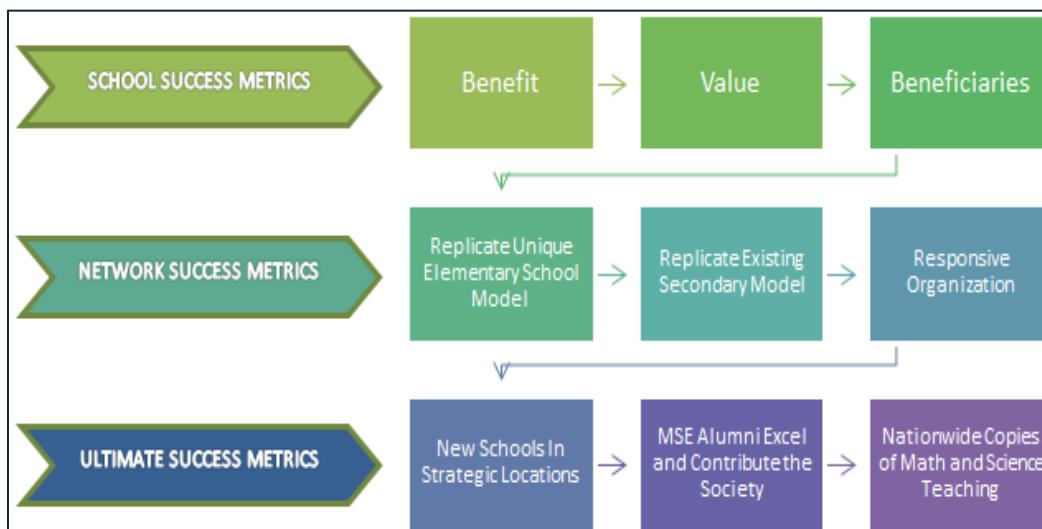 SCHOOL SUCCESS METRICS
Benefit
Value
Beneficiaries
NETWORK SUCCESS METRICS
Replicate Unique
Elementary School
Model
Replicate Existing
Secondary Model
Responsive
Organization
ULTIMATE SUCCESS METRICS
New Schools In
Strategic Locations
MSE Alumni Excel
and Contribute the
Society
Nationwide Copies
of Math and Science
Teaching